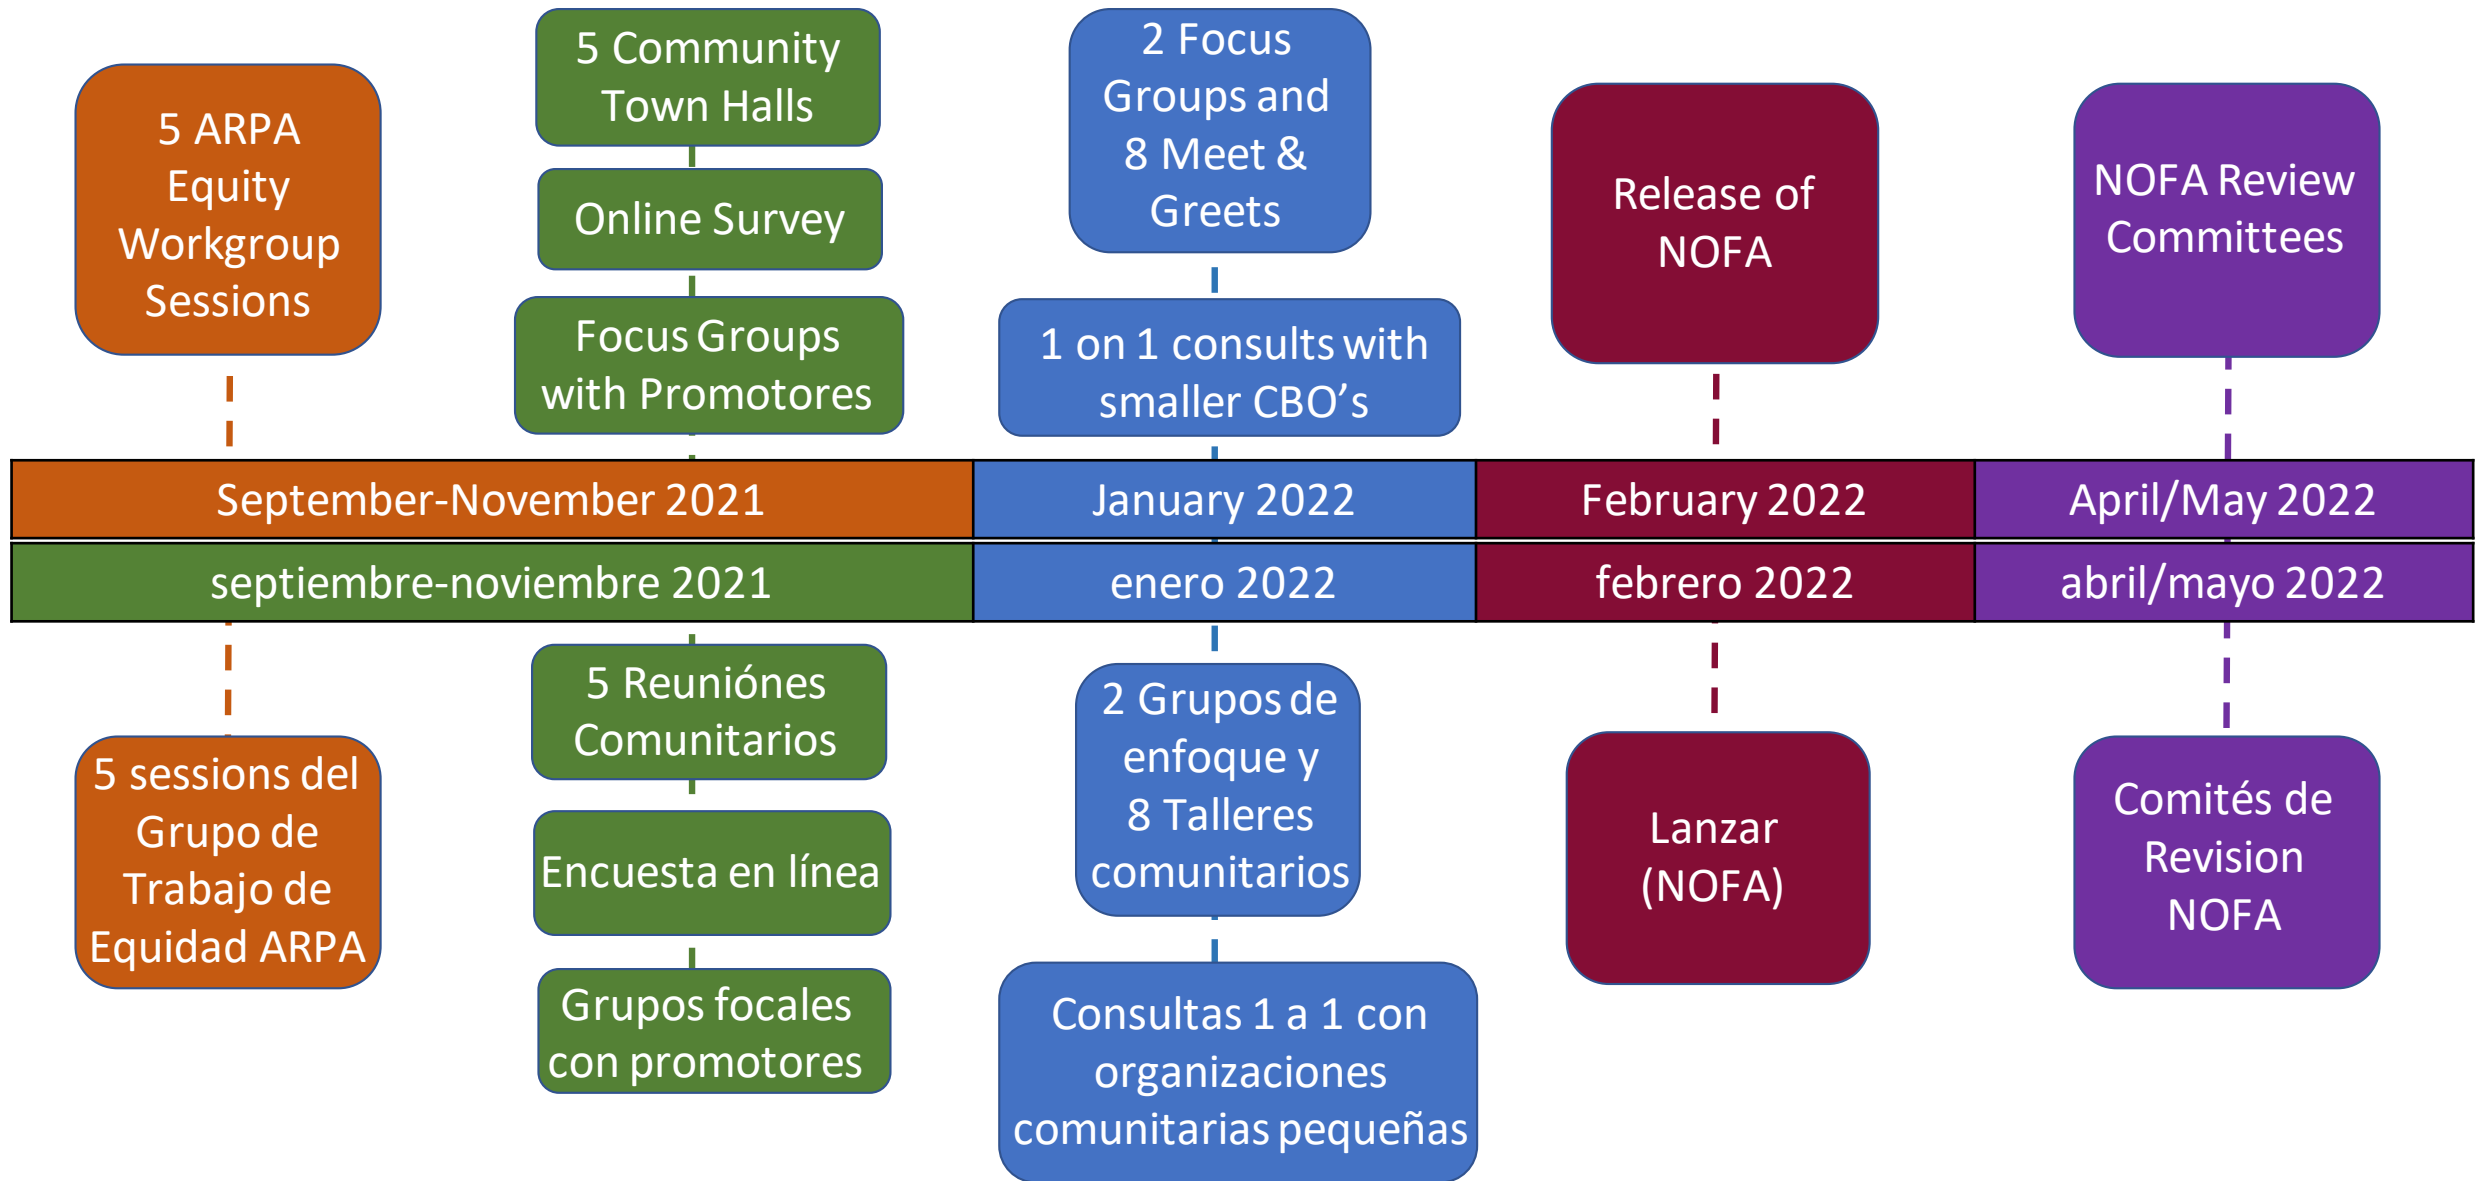 5 ARPA
Equity
Workgroup
Sessions
5 Community
Town Halls
Online Survey
Focus Groups
with Promotores
2 Focus
Groups and
8 Meet &
Greets
1 on 1 consults with
smaller CBO’s
Release of
NOFA
NOFA Review
Committees
September-November 2021
January 2022
February 2022
April/May 2022
septiembre-noviembre 2021
enero 2022
febrero 2022
abril/mayo 2022
5 sessions del
Grupo de
Trabajo de
Equidad ARPA
5 Reuniónes
Comunitarios
Encuesta en línea
Grupos focales
con promotores
2 Grupos de
enfoque y
8 Talleres
comunitarios
Consultas 1 a 1 con
organizaciones
comunitarias pequeñas
Lanzar
(NOFA)
Comités de
Revision
NOFA